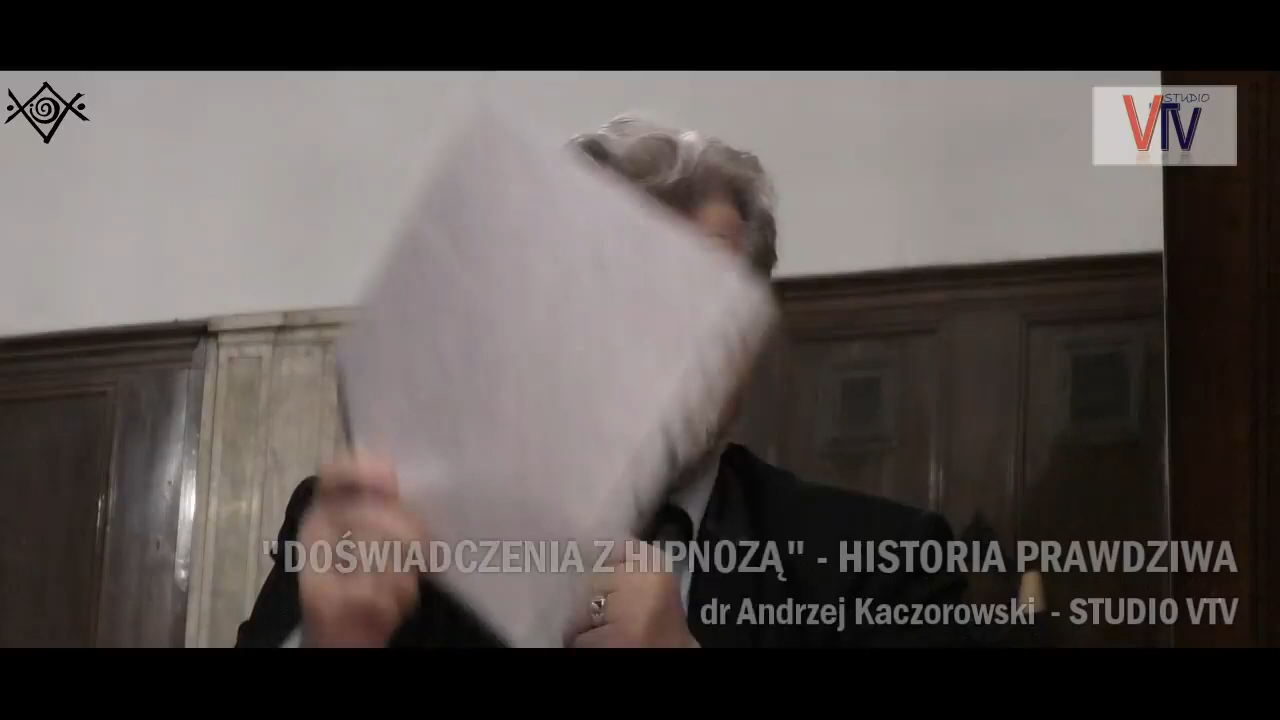 STUDIO
VTV
"DOŚWIADCZENIA Z HIPNOZĄ" - HISTORIA PRAWDZIWA
dr Andrzej Kaczorowski - STUDIO VTV